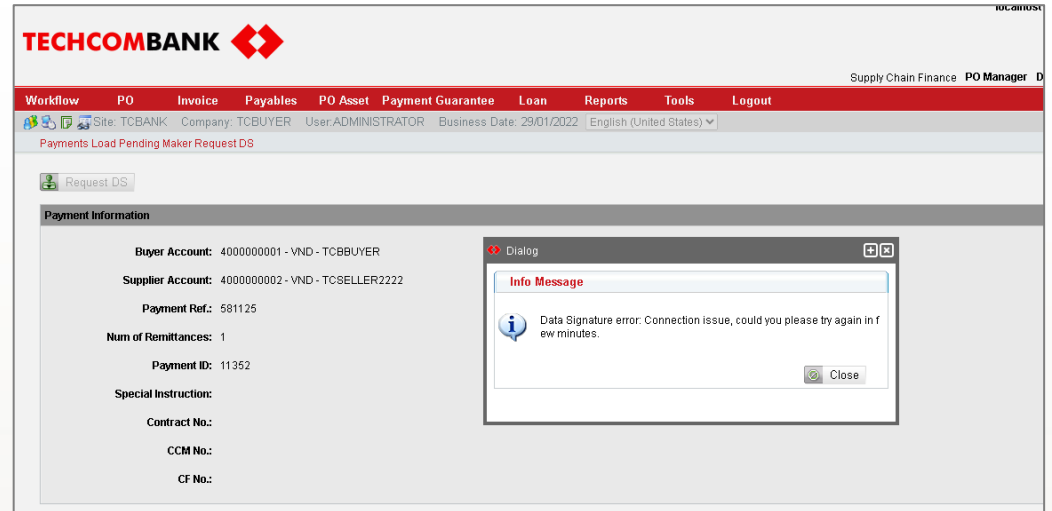 localhost
TECHCOMBANK
Supply Chain Finance PO Manager D
Workflow PO Invoice Payables PO Asset Payment Guarantee Loan Reports Tools Logout
Site: TCBANK Company: TCBUYER User:ADMINISTRATOR Business Date: 29/01/2022 English (United States)
Payments Load Pending Maker Request DS
Request DS
Payment Information
Buyer Account: 4000000001 - VND - TCBBUYER
Supplier Account: 4000000002 - VND - TCSELLER2222
Payment Ref.: 581125
Num of Remittances: 1
Payment ID: 11352
Special Instruction:
Contract No.:
CCM No.:
CF No.:
Dialog
Info Message
Data Signature error: Connection issue, could you please try again in f
ew minutes.
Close